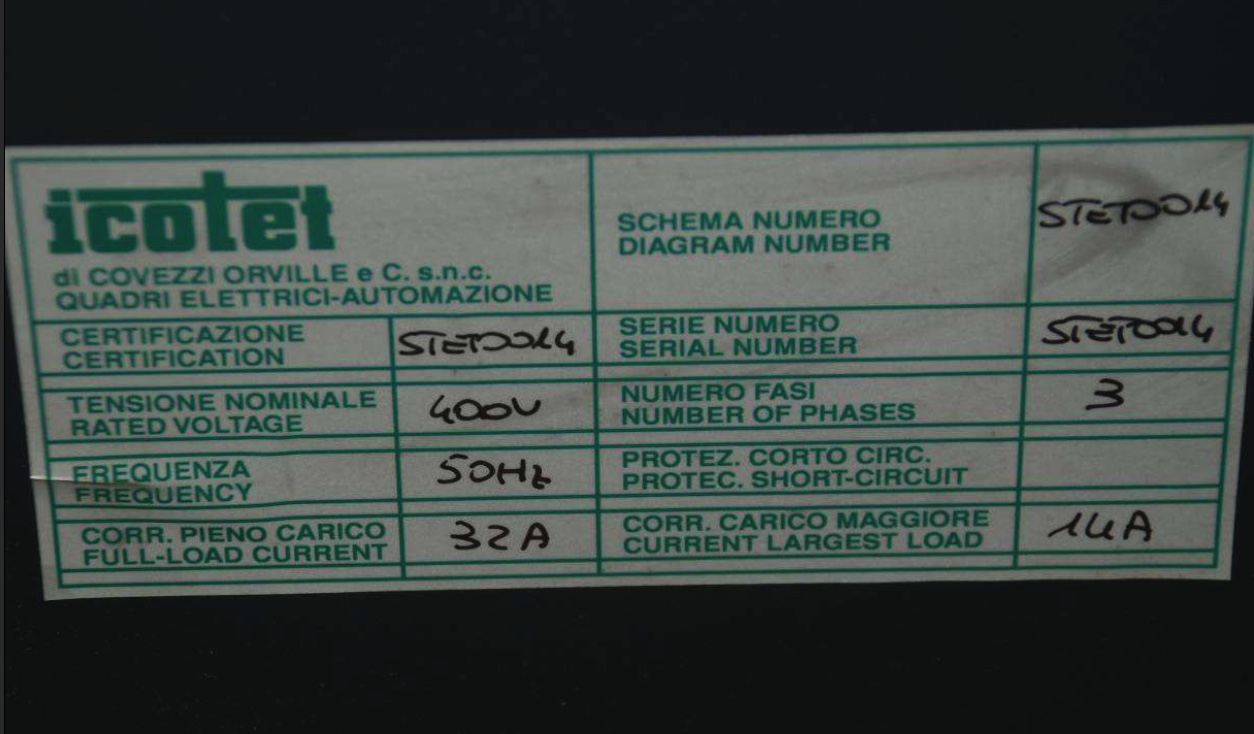 icotet
di COVEZZI ORVILLE e C. s.n.c.
QUADRI ELETTRICI-AUTOMAZIONE
SCHEMA NUMERO
DIAGRAM NUMBER
STET0014
CERTIFICAZIONE
CERTIFICATION
STET0014
SERIE NUMERO
SERIAL NUMBER
STET0014
TENSIONE NOMINALE
RATED VOLTAGE
400V
NUMERO FASI
NUMBER OF PHASES
3
FREQUENZA
FREQUENCY
50Hz
PROTEZ. CORTO CIRC.
PROTEC. SHORT-CIRCUIT
CORR. PIENO CARICO
FULL-LOAD CURRENT
32A
CORR. CARICO MAGGIORE
CURRENT LARGEST LOAD
14A